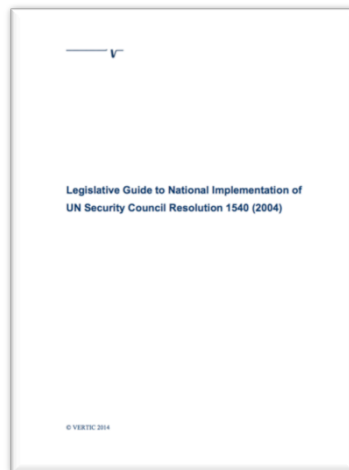 V
Legislative Guide to National Implementation of
UN Security Council Resolution 1540 (2004)
© VERTIC 2014